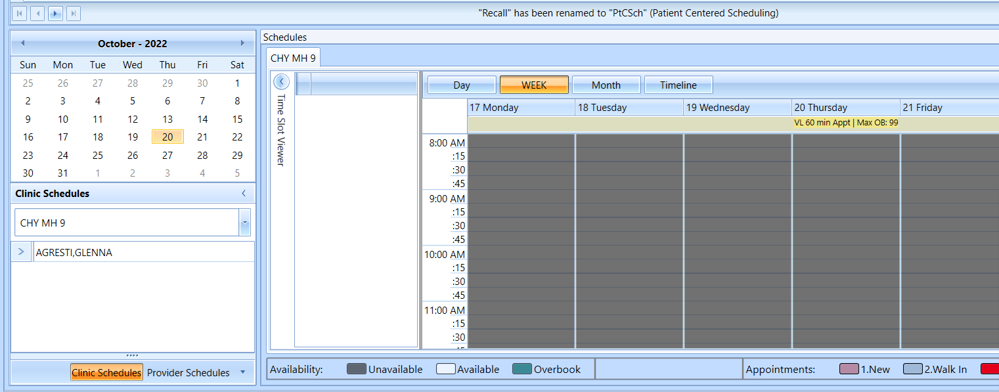 "Recall" has been renamed to "PtCSch" (Patient Centered Scheduling)
October - 2022
Sun Mon Tue Wed Thu Fri Sat
25 26 27 28 29 30 1
2 3 4 5 6 7 8
9 10 11 12 13 14 15
16 17 18 19 20 21 22
23 24 25 26 27 28 29
30 31 1 2 3 4 5
Clinic Schedules
CHY MH 9
AGRESTI,GLENNA
Clinic Schedules Provider Schedules
Schedules
CHY MH 9
Time Slot Viewer
Day WEEK Month Timeline
17 Monday 18 Tuesday 19 Wednesday 20 Thursday 21 Friday
VL 60 min Appt | Max OB: 99
8:00 AM
:15
:30
:45
9:00 AM
:15
:30
:45
10:00 AM
:15
:30
:45
11:00 AM
:15
:30
:45
Availability: Unavailable Available Overbook Appointments: 1.New 2.Walk In